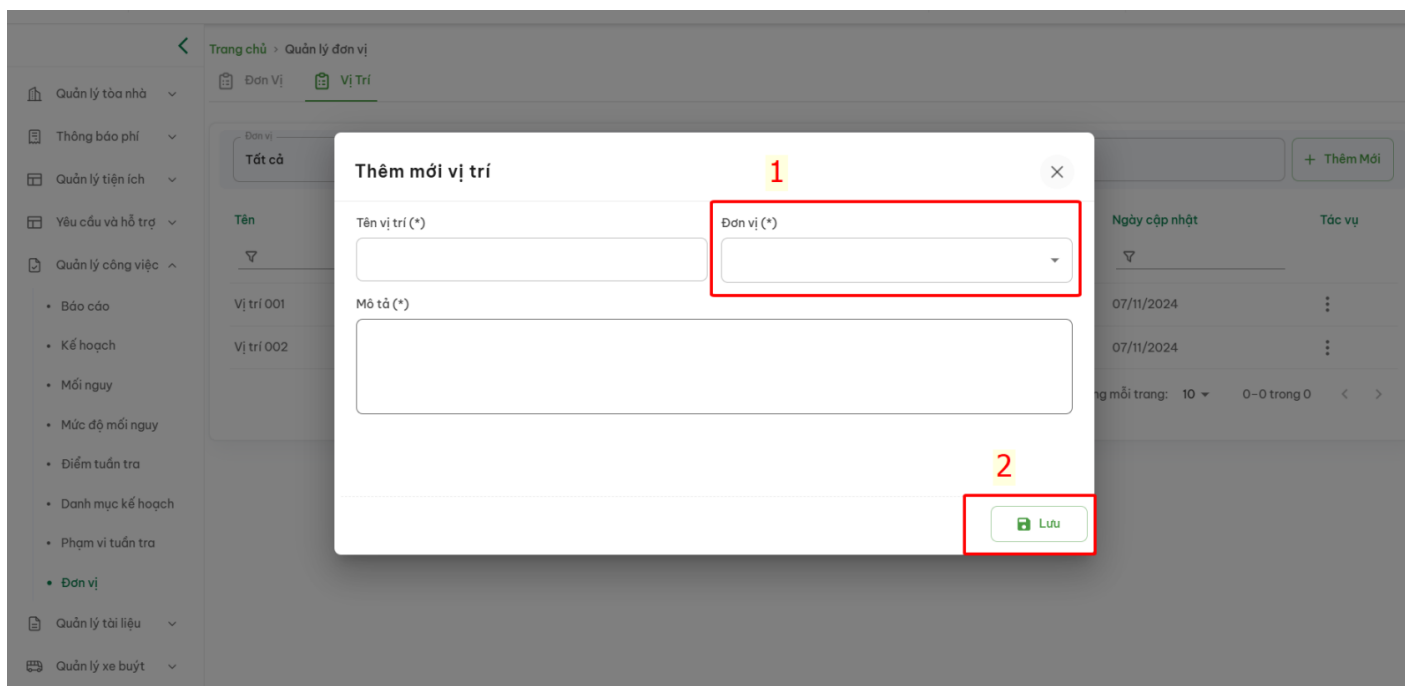 Trang chủ › Quản lý đơn vị
Đơn Vị
Vị Trí
Quản lý tòa nhà
Thông báo phí
Quản lý tiện ích
Yêu cầu và hỗ trợ
Quản lý công việc
Báo cáo
Kế hoạch
Mối nguy
Mức độ mối nguy
Điểm tuần tra
Danh mục kế hoạch
Phạm vi tuần tra
Đơn vị
Quản lý tài liệu
Quản lý xe buýt
Đơn vị
Tất cả
+ Thêm Mới
Tên
Ngày cập nhật
Tác vụ
Vị trí 001
07/11/2024
Vị trí 002
07/11/2024
mỗi trang: 10
0-0 trong 0
Thêm mới vị trí
1
Tên vị trí (*)
Đơn vị (*)
Mô tả (*)
2
Lưu